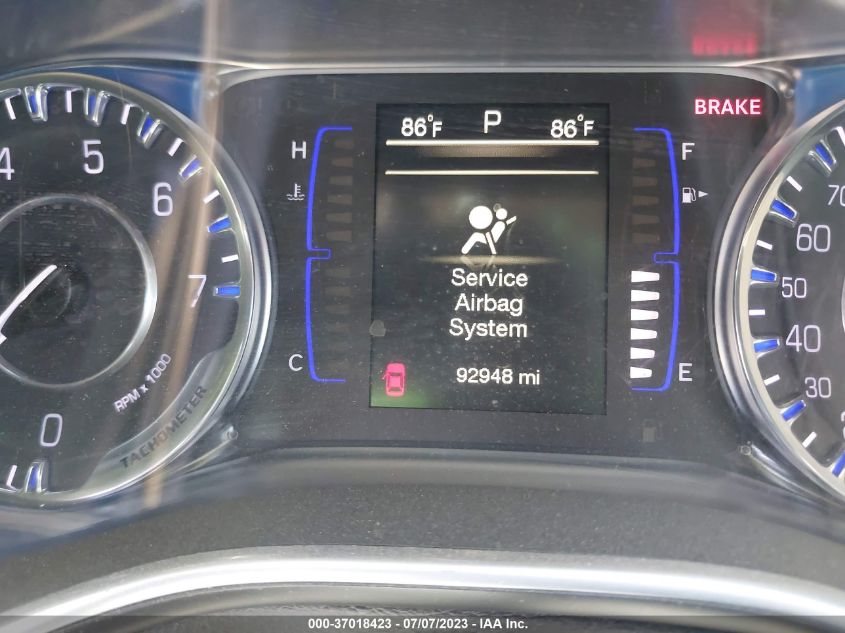 BRAKE
86°F P 86°F
H F
4 5 6 7
Service
Airbag
System
92948 mi
C E
RPM x 1000
0
TACHOMETER
70
60
50
40
30
000-37018423 - 07/07/2023 - IAA Inc.